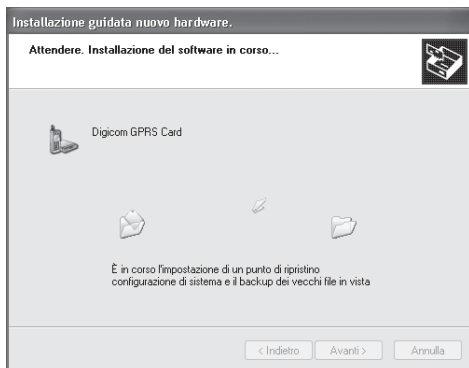 Installazione guidata nuovo hardware.
Attendere. Installazione del software in corso...
Digicom GPRS Card
È in corso l'impostazione di un punto di ripristino
configurazione di sistema e il backup dei vecchi file in vista
< Indietro
Avanti >
Annulla